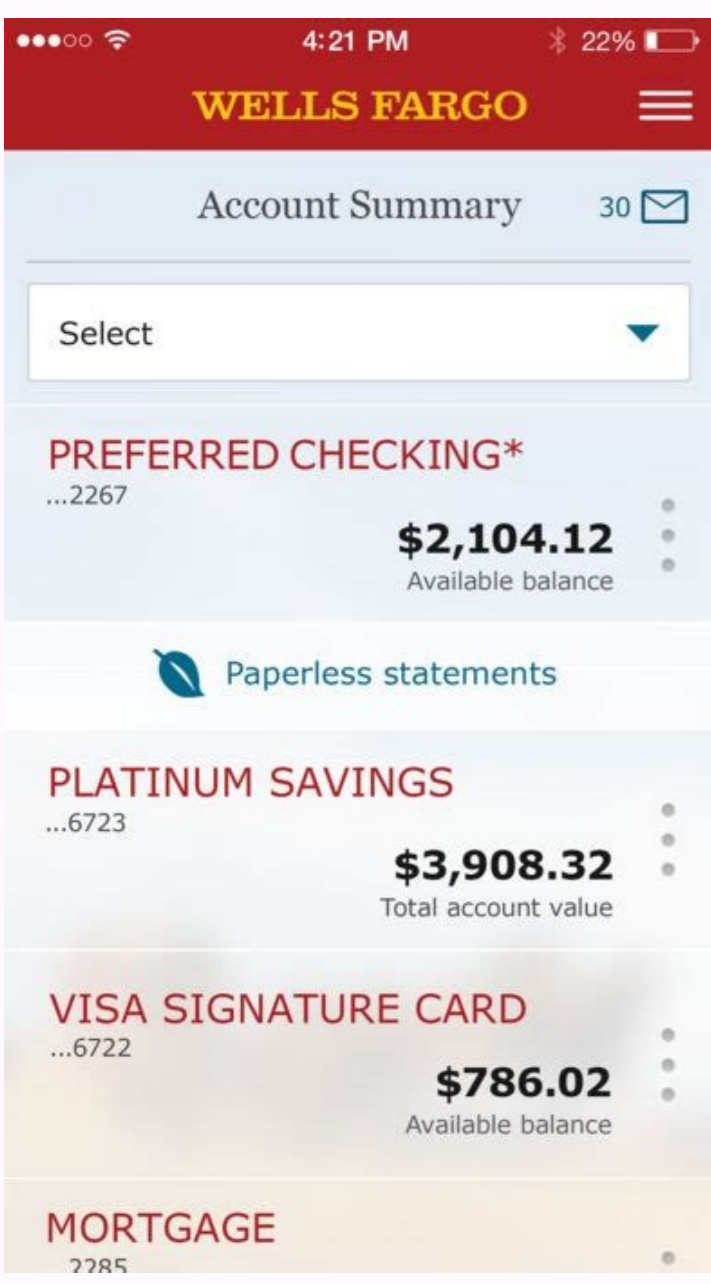 4:21 PM 22%
WELLS FARGO
Account Summary 30
Select
PREFERRED CHECKING*
...2267
$2,104.12
Available balance
Paperless statements
PLATINUM SAVINGS
...6723
$3,908.32
Total account value
VISA SIGNATURE CARD
...6722
$786.02
Available balance
MORTGAGE
...2285